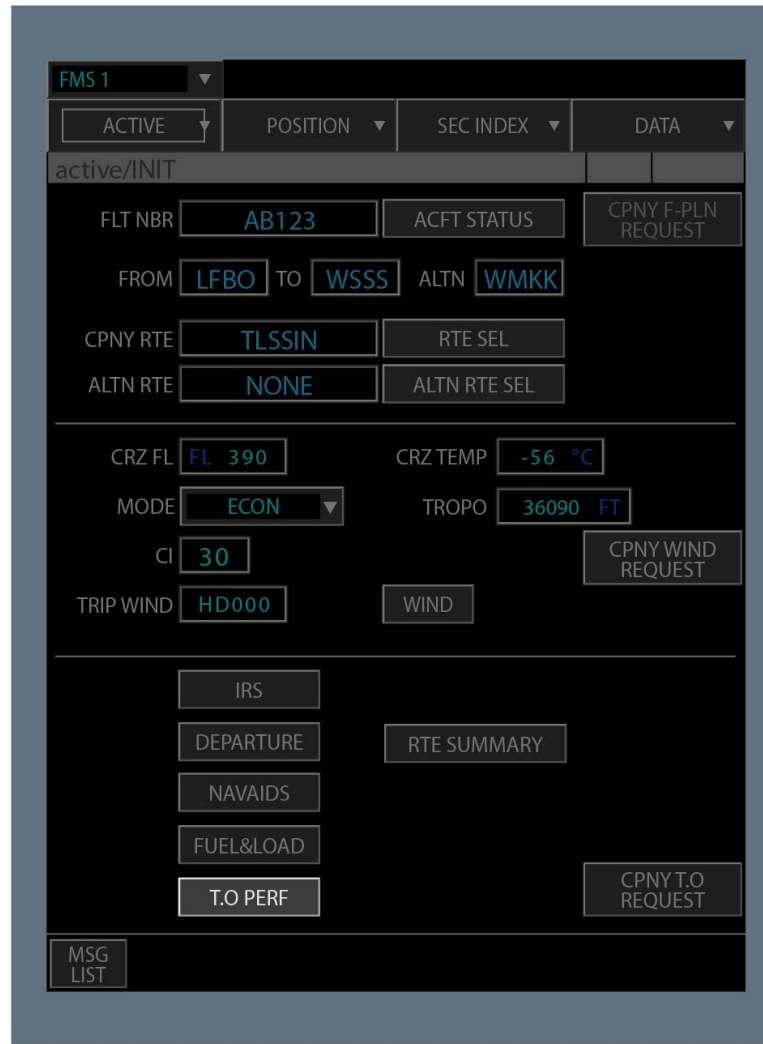 FMS 1
ACTIVE POSITION SEC INDEX DATA
active/INIT
FLT NBR AB123 ACFT STATUS CPNY F-PLN
REQUEST
FROM LFBO TO WSSS ALTN WMKK
CPNY RTE TLSSIN RTE SEL
ALTN RTE NONE ALTN RTE SEL
CRZ FL FL 390 CRZ TEMP -56 °C
MODE ECON TROPO 36090 FT
CI 30 CPNY WIND
REQUEST
TRIP WIND HD000 WIND
IRS
DEPARTURE RTE SUMMARY
NAVAIDS
FUEL&LOAD
T.O PERF CPNY T.O
REQUEST
MSG
LIST